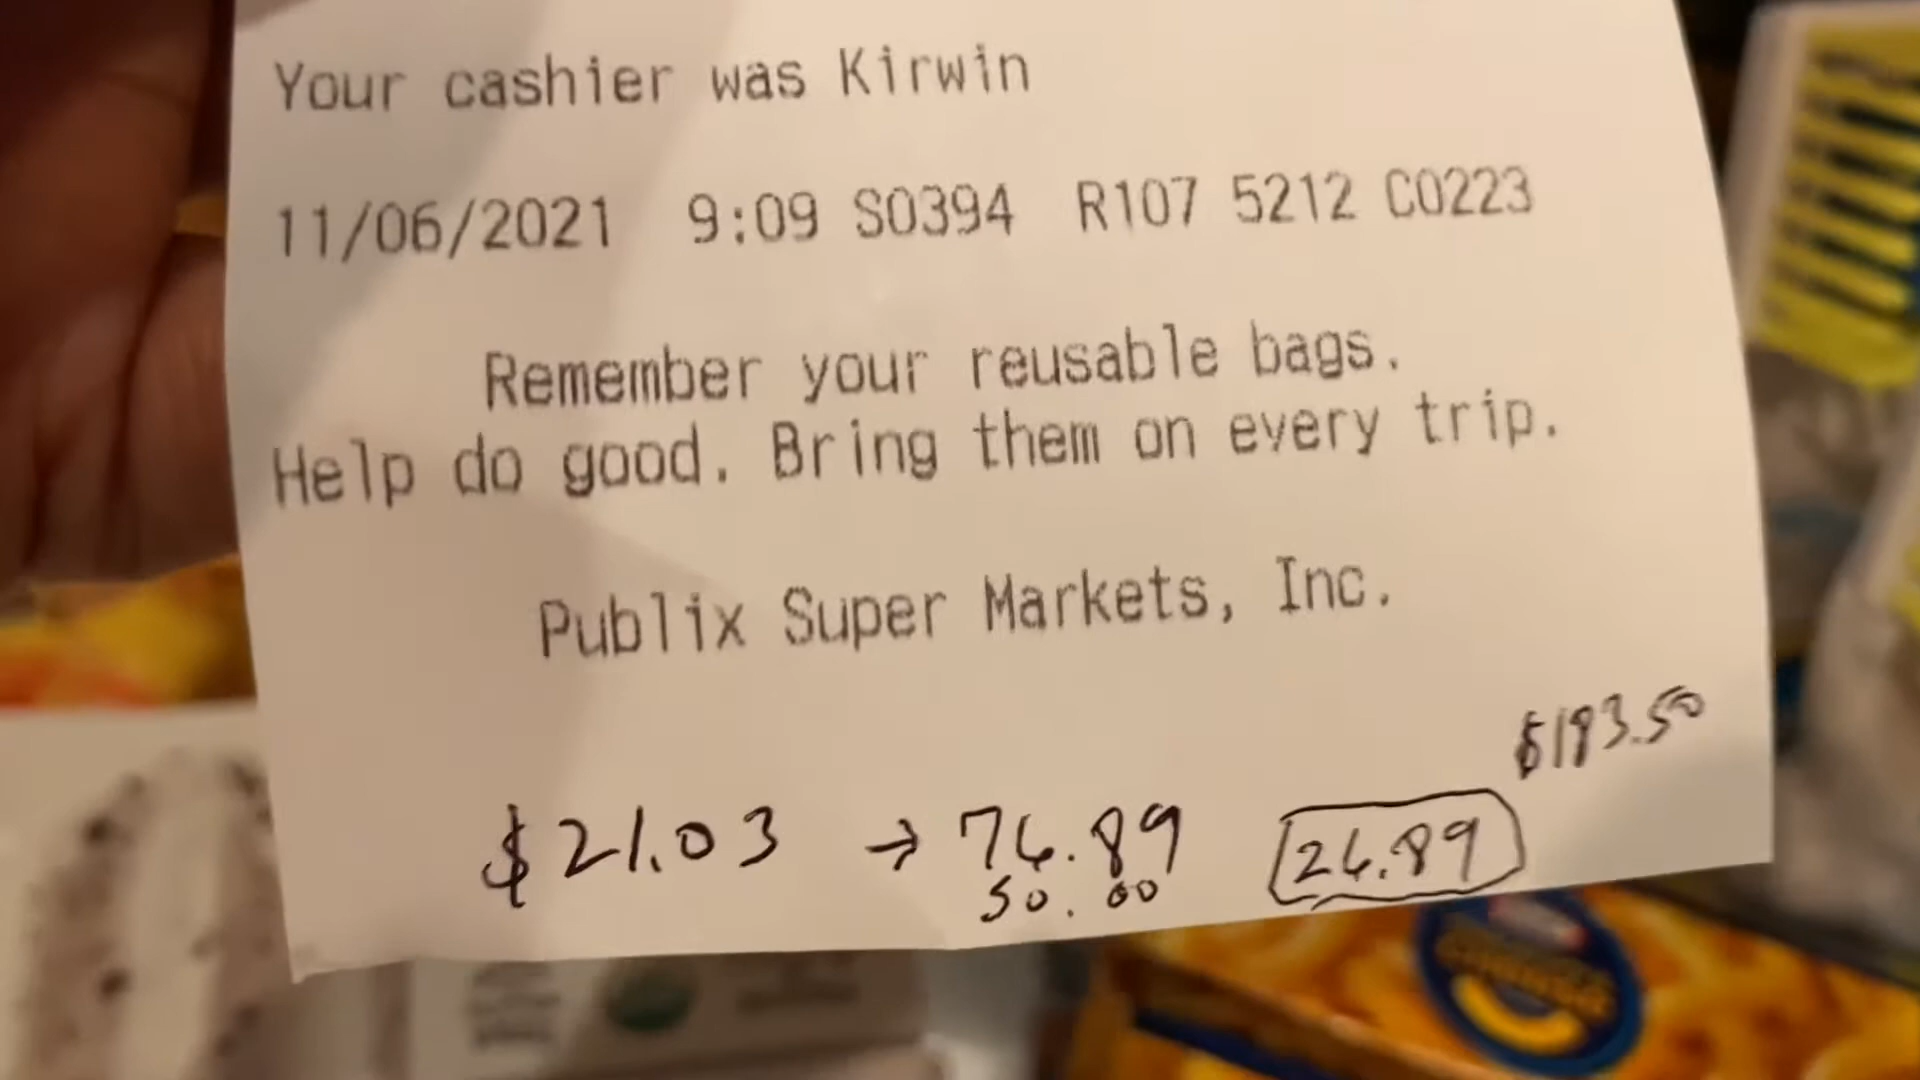 Your cashier was Kirwin
11/06/2021 9:09 S0394 R107 5212 C0223
Remember your reusable bags.
Help do good. Bring them on every trip.
Publix Super Markets, Inc.
$193.50
$21.03 → 76.89 26.89
50.00